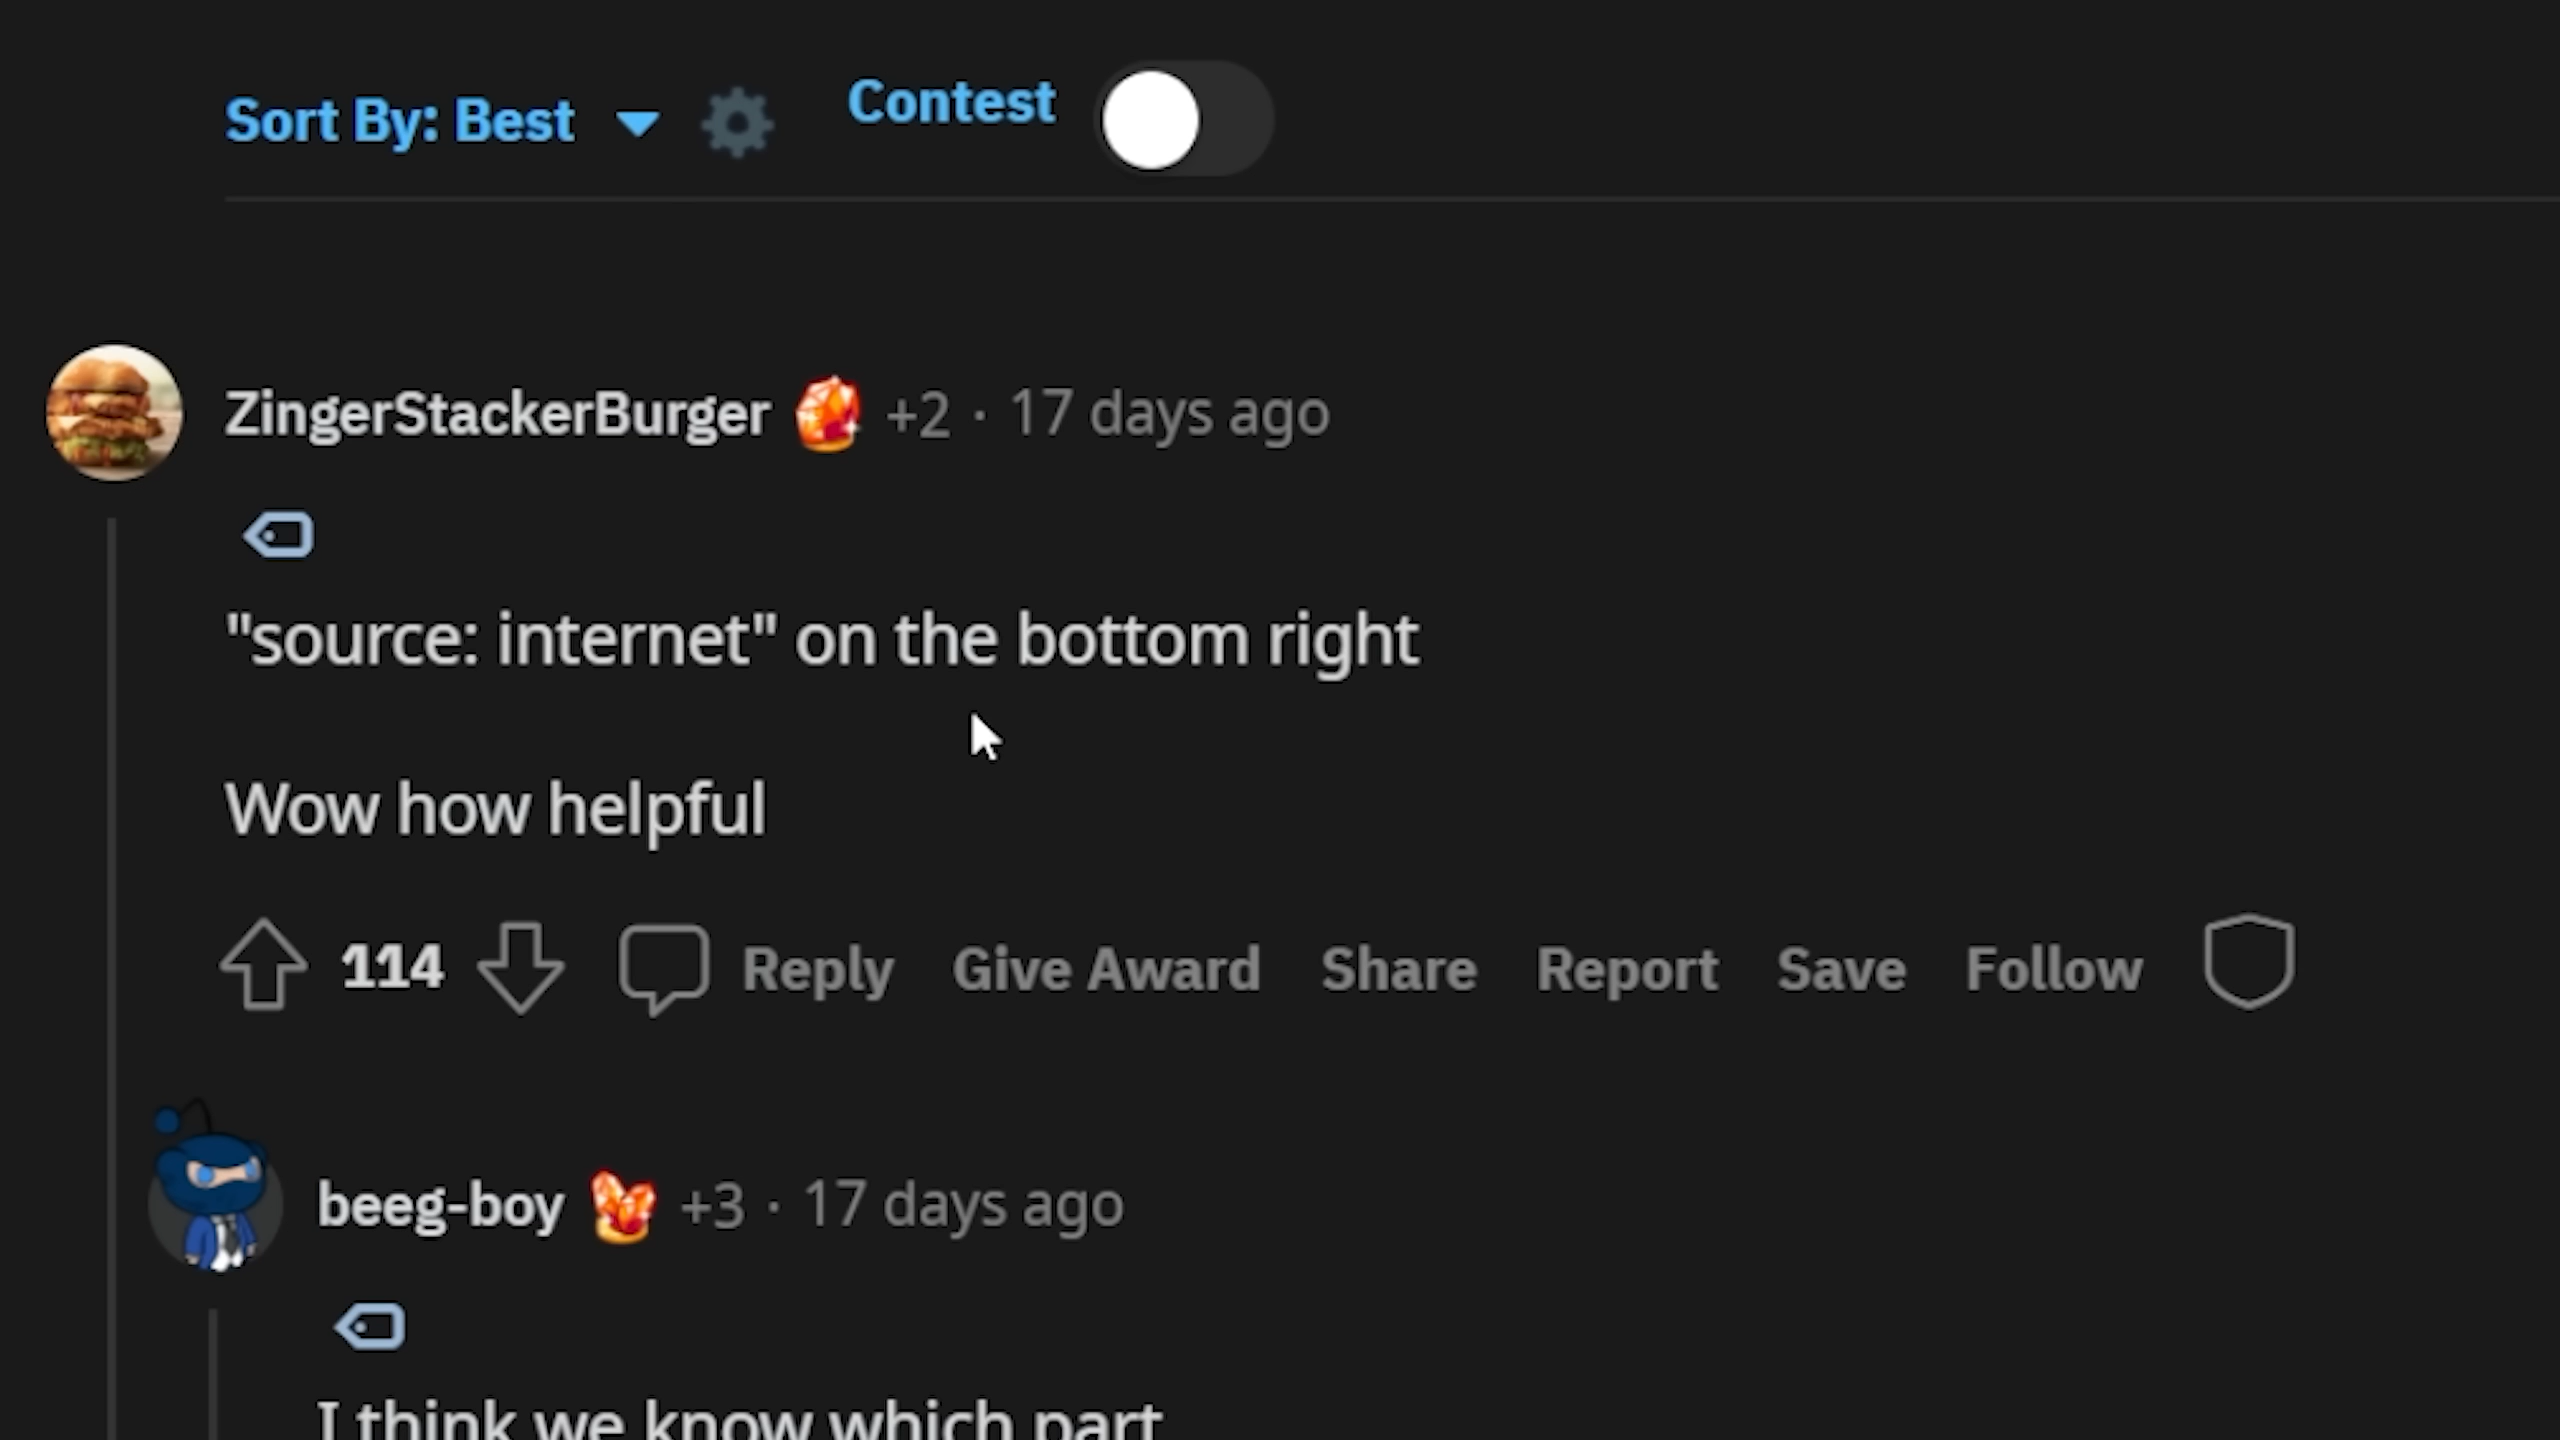 Sort By: Best
Contest
ZingerStackerBurger +2 · 17 days ago
"source: internet" on the bottom right
Wow how helpful
114 Reply Give Award Share Report Save Follow
beeg-boy +3 · 17 days ago
I think we know which part